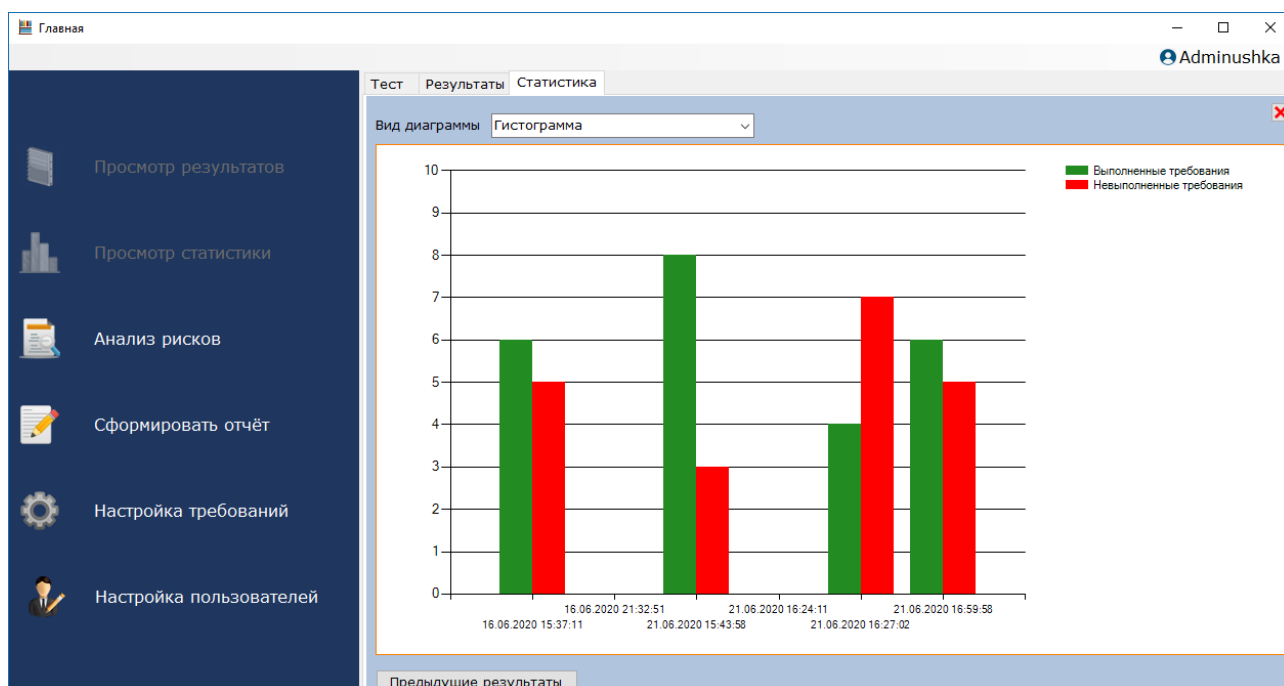 Главная
Adminushka
Тест Результаты Статистика
Вид диаграммы Гистограмма
Просмотр результатов
Просмотр статистики
Анализ рисков
Сформировать отчёт
Настройка требований
Настройка пользователей
10
9
8
7
6
5
4
3
2
1
0
16.06.2020 21:32:51 21.06.2020 16:24:11 21.06.2020 16:59:58
16.06.2020 15:37:11 21.06.2020 15:43:58 21.06.2020 16:27:02
Выполненные требования
Невыполненные требования
Предыдущие результаты